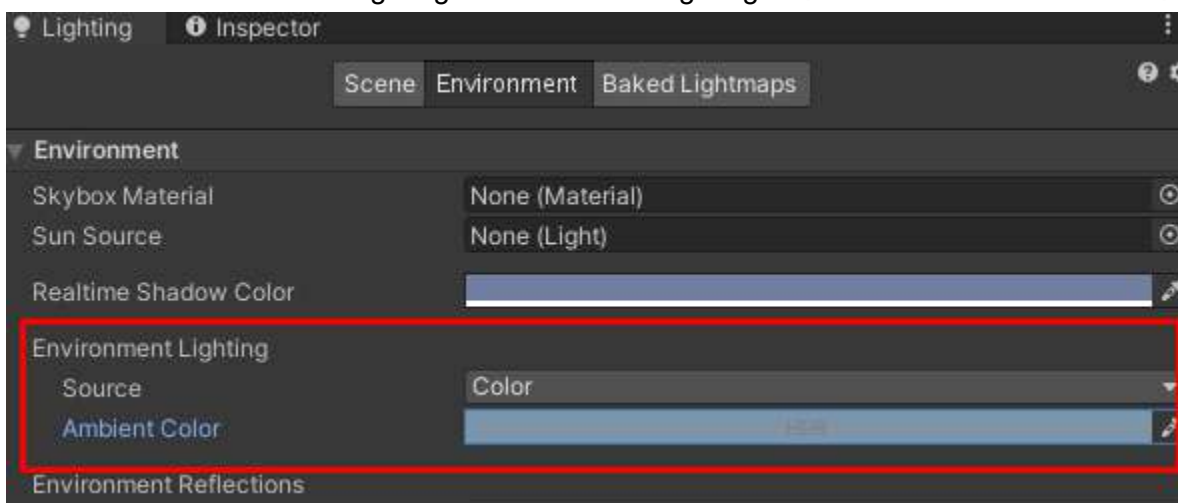 Lighting Inspector
Scene Environment Baked Lightmaps
Environment
Skybox Material None (Material)
Sun Source None (Light)
Realtime Shadow Color
Environment Lighting
Source Color
Ambient Color HDR
Environment Reflections